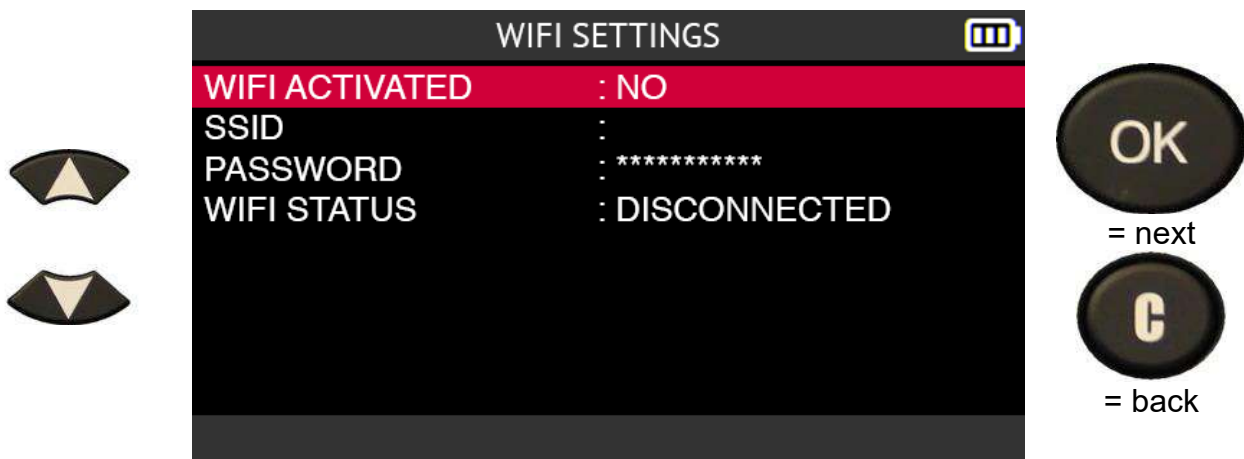 WIFI SETTINGS
WIFI ACTIVATED : NO
SSID :
PASSWORD : ***********
WIFI STATUS : DISCONNECTED
OK
= next
C
= back